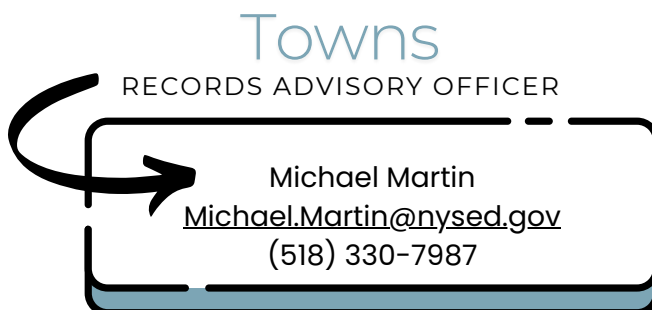 Towns
RECORDS ADVISORY OFFICER
Michael Martin
Michael.Martin@nysed.gov
(518) 330-7987